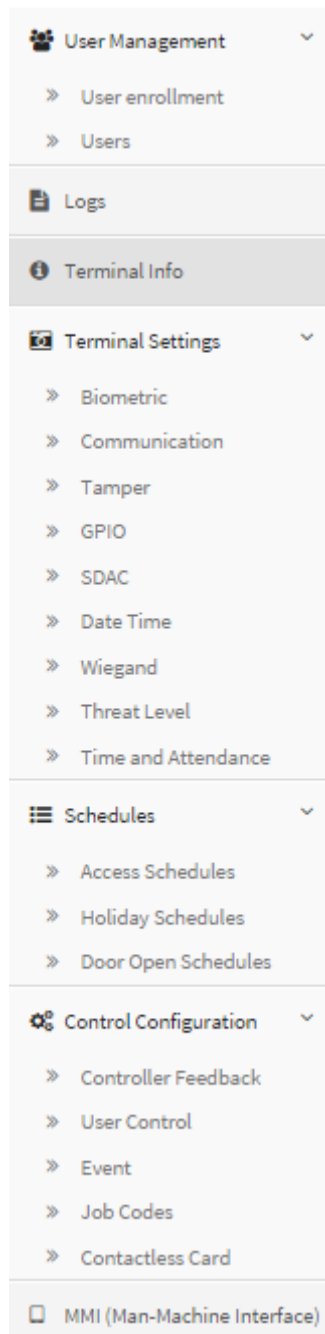 User Management
User enrollment
Users
Logs
Terminal Info
Terminal Settings
Biometric
Communication
Tamper
GPIO
SDAC
Date Time
Wiegand
Threat Level
Time and Attendance
Schedules
Access Schedules
Holiday Schedules
Door Open Schedules
Control Configuration
Controller Feedback
User Control
Event
Job Codes
Contactless Card
MMI (Man-Machine Interface)